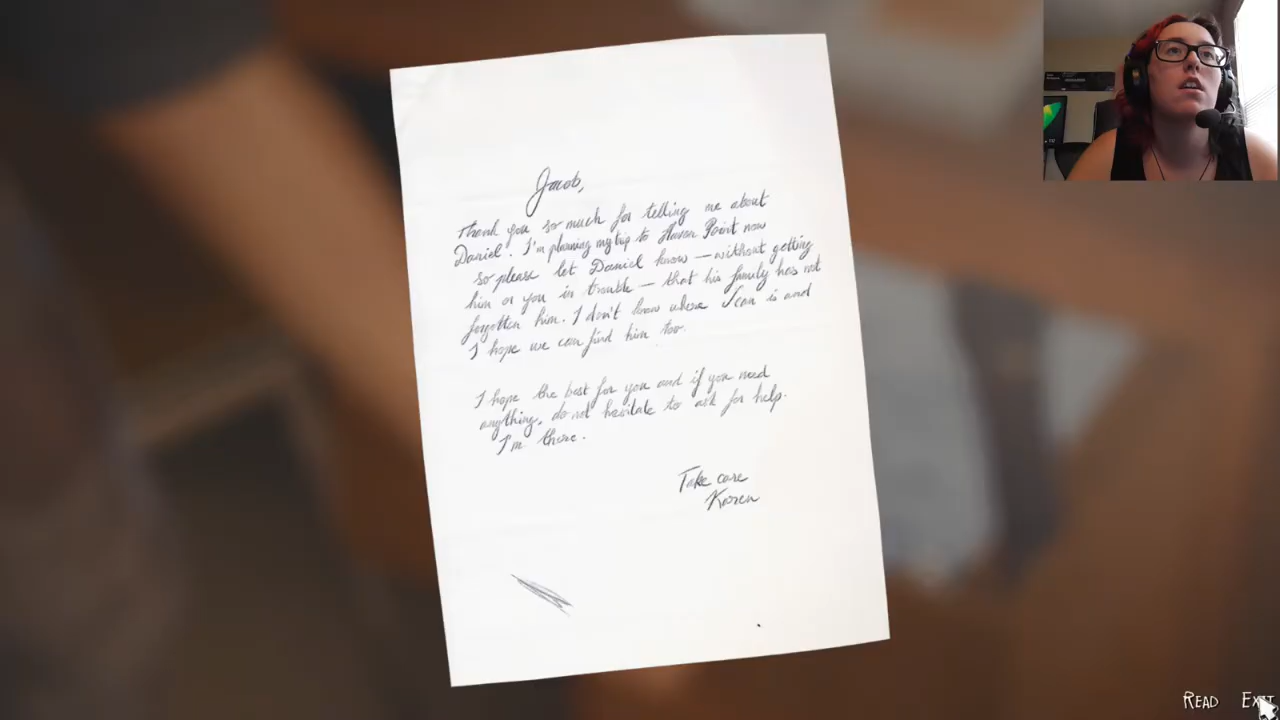 Jacob,
Thank you so much for telling me about
Daniel. I'm planning my trip to Haven Point now
so please let Daniel know — without getting
him or you in trouble — that his family has not
forgotten him. I don't know where Sean is and
I hope we can find him too.
I hope the best for you and if you need
anything, do not hesitate to ask for help.
I'm there.
Take care
Karen
READ EXIT